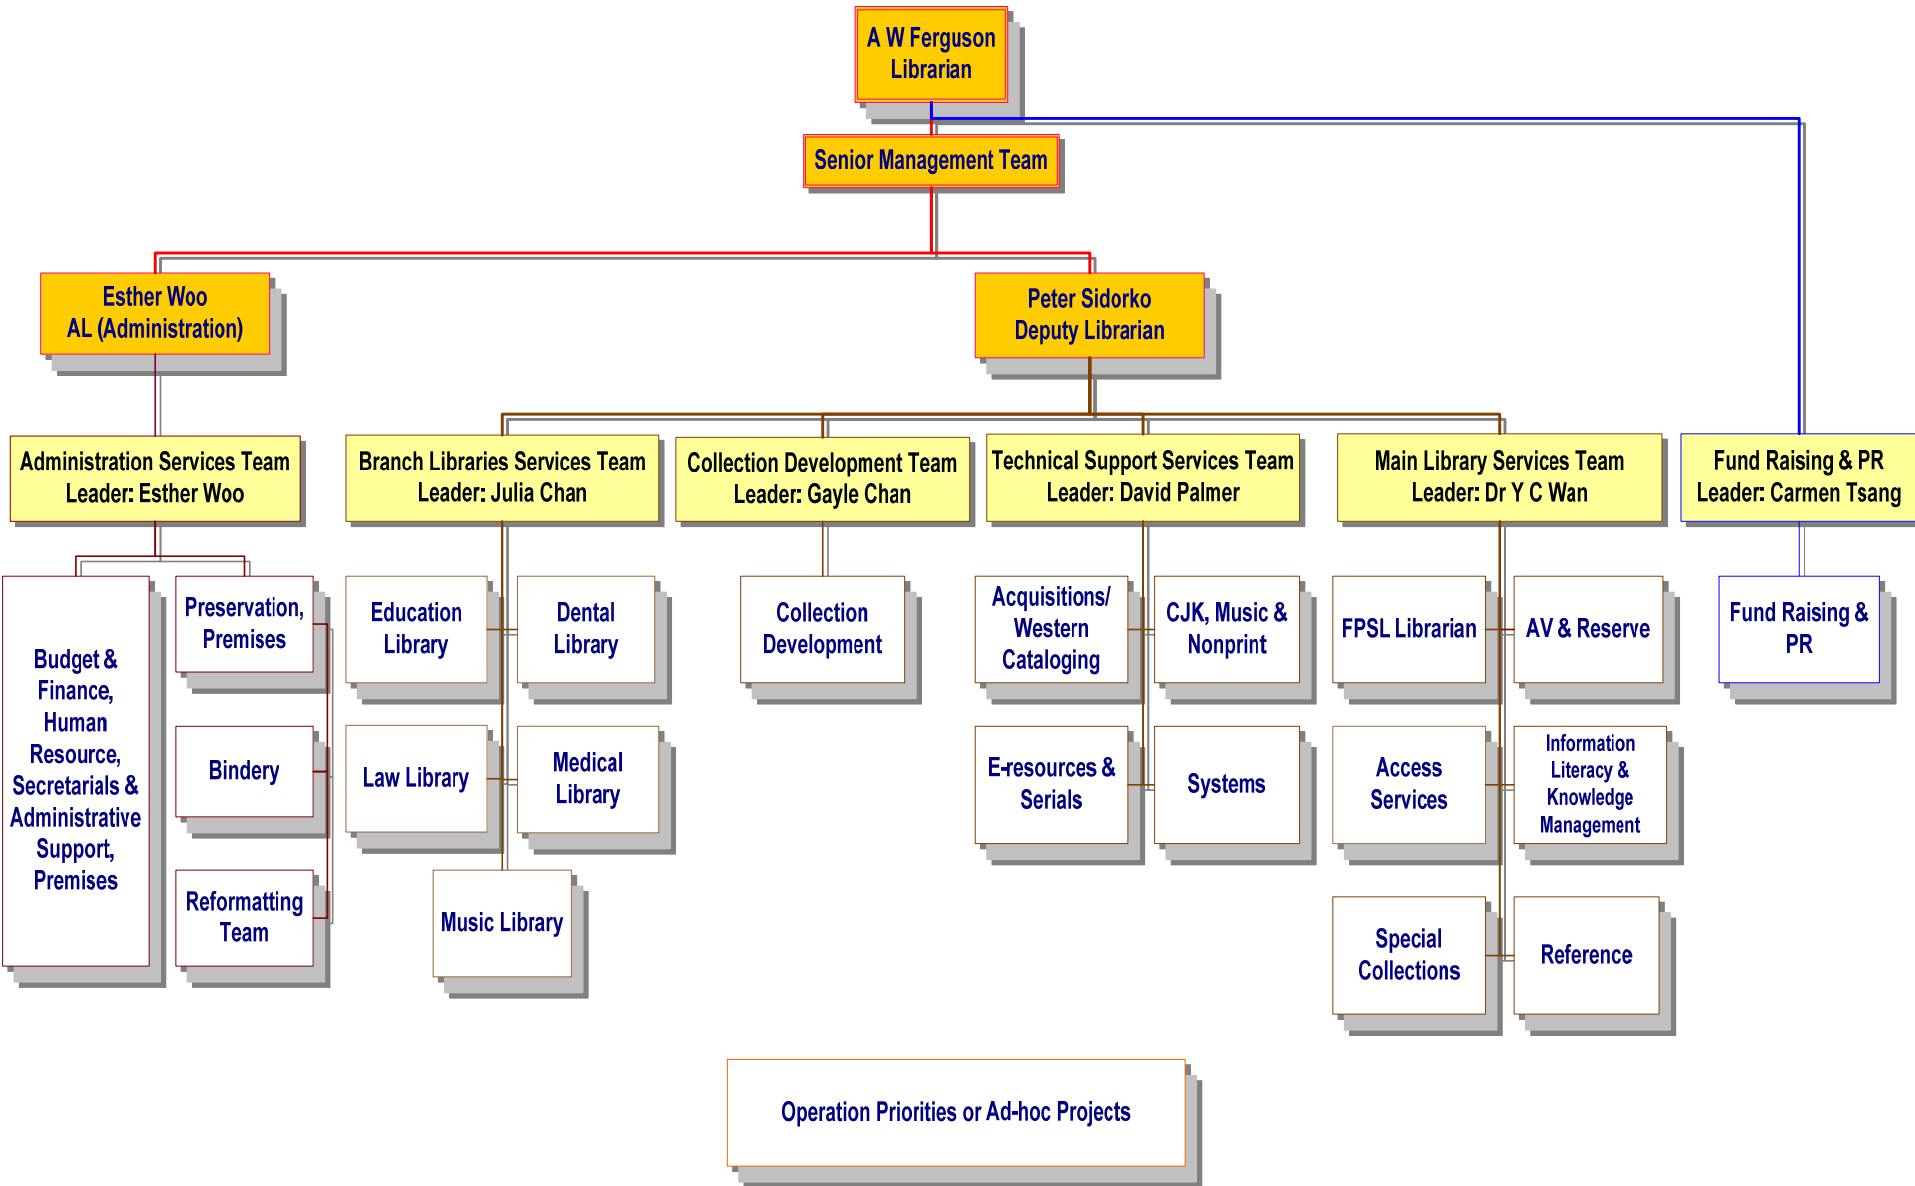 A W Ferguson
Librarian
Senior Management Team
Esther Woo
AL (Administration)
Peter Sidorko
Deputy Librarian
Administration Services Team
Leader: Esther Woo
Branch Libraries Services Team
Leader: Julia Chan
Collection Development Team
Leader: Gayle Chan
Technical Support Services Team
Leader: David Palmer
Main Library Services Team
Leader: Dr Y C Wan
Fund Raising & PR
Leader: Carmen Tsang
Budget &
Finance,
Human
Resource,
Secretarials &
Administrative
Support,
Premises
Preservation,
Premises
Bindery
Reformatting
Team
Education
Library
Dental
Library
Law Library
Medical
Library
Music Library
Collection
Development
Acquisitions/
Western
Cataloging
CJK, Music &
Nonprint
E-resources &
Serials
Systems
FPSL Librarian
AV & Reserve
Access
Services
Information
Literacy &
Knowledge
Management
Special
Collections
Reference
Fund Raising &
PR
Operation Priorities or Ad-hoc Projects